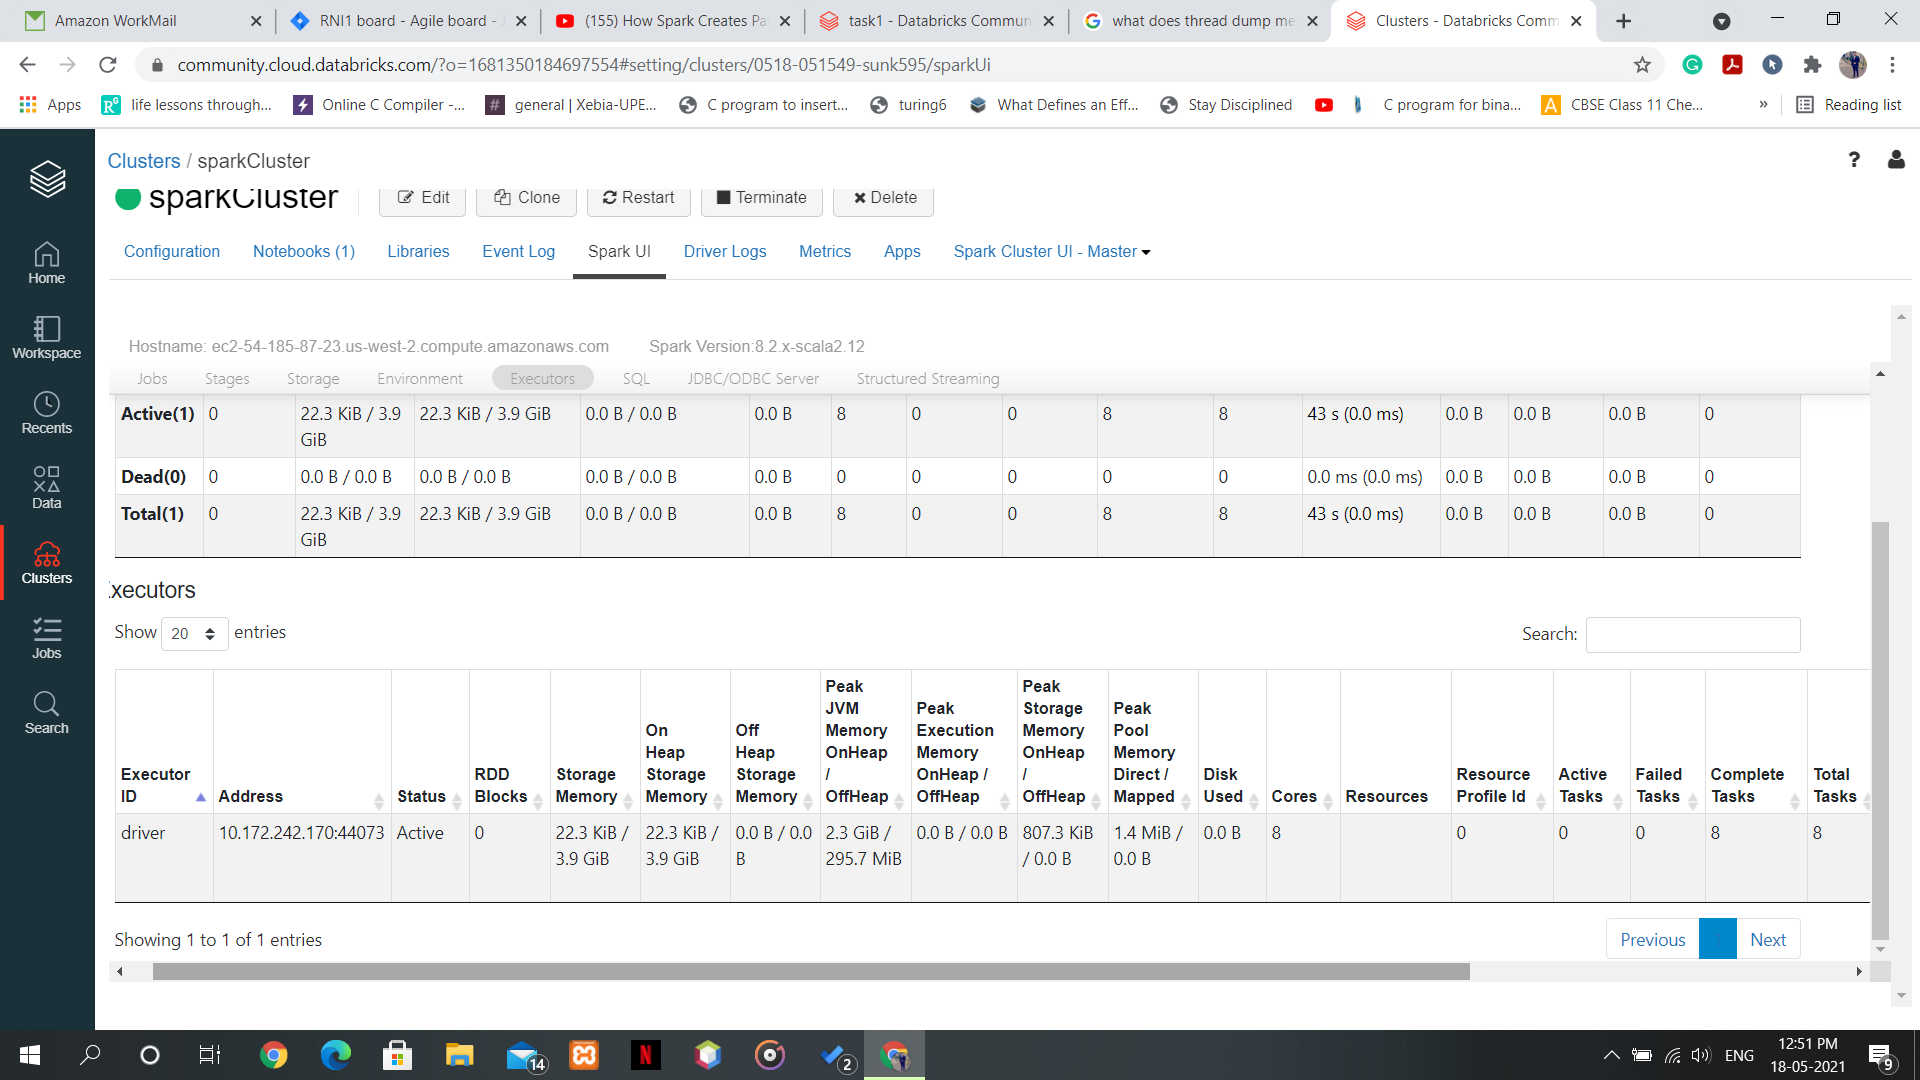 Amazon WorkMail
RNI1 board - Agile board -
(155) How Spark Creates Pa
task1 - Databricks Commun
what does thread dump me
Clusters - Databricks Comm
community.cloud.databricks.com/?o=1681350184697554#setting/clusters/0518-051549-sunk595/sparkUi
Apps
life lessons through...
Online C Compiler -...
general | Xebia-UPE...
C program to insert...
turing6
What Defines an Eff...
Stay Disciplined
C program for bina...
CBSE Class 11 Che...
»
Reading list
Clusters / sparkCluster
?
sparkCluster
Edit
Clone
Restart
Terminate
Delete
Configuration
Notebooks (1)
Libraries
Event Log
Spark UI
Driver Logs
Metrics
Apps
Spark Cluster UI - Master
Home
Workspace
Recents
Data
Clusters
Jobs
Search
Hostname: ec2-54-185-87-23.us-west-2.compute.amazonaws.com
Spark Version:8.2.x-scala2.12
Jobs
Stages
Storage
Environment
Executors
SQL
JDBC/ODBC Server
Structured Streaming
Active(1) 0 22.3 KiB / 3.9 GiB 22.3 KiB / 3.9 GiB 0.0 B / 0.0 B 0.0 B 8 0 0 8 8 43 s (0.0 ms) 0.0 B 0.0 B 0.0 B 0
Dead(0) 0 0.0 B / 0.0 B 0.0 B / 0.0 B 0.0 B / 0.0 B 0.0 B 0 0 0 0 0 0.0 ms (0.0 ms) 0.0 B 0.0 B 0.0 B 0
Total(1) 0 22.3 KiB / 3.9 GiB 22.3 KiB / 3.9 GiB 0.0 B / 0.0 B 0.0 B 8 0 0 8 8 43 s (0.0 ms) 0.0 B 0.0 B 0.0 B 0
xecutors
Show 20 entries
Search:
Executor ID
Address
Status
RDD Blocks
Storage Memory
On Heap Storage Memory
Off Heap Storage Memory
Peak JVM Memory OnHeap / OffHeap
Peak Execution Memory OnHeap / OffHeap
Peak Storage Memory OnHeap / OffHeap
Peak Pool Memory Direct / Mapped
Disk Used
Cores
Resources
Resource Profile Id
Active Tasks
Failed Tasks
Complete Tasks
Total Tasks
driver 10.172.242.170:44073 Active 0 22.3 KiB / 3.9 GiB 22.3 KiB / 3.9 GiB 0.0 B / 0.0 B 2.3 GiB / 295.7 MiB 0.0 B / 0.0 B 807.3 KiB / 0.0 B 1.4 MiB / 0.0 B 0.0 B 8 0 0 0 8 8
Showing 1 to 1 of 1 entries
Previous
1
Next
14
N
2
ENG
12:51 PM
18-05-2021
9